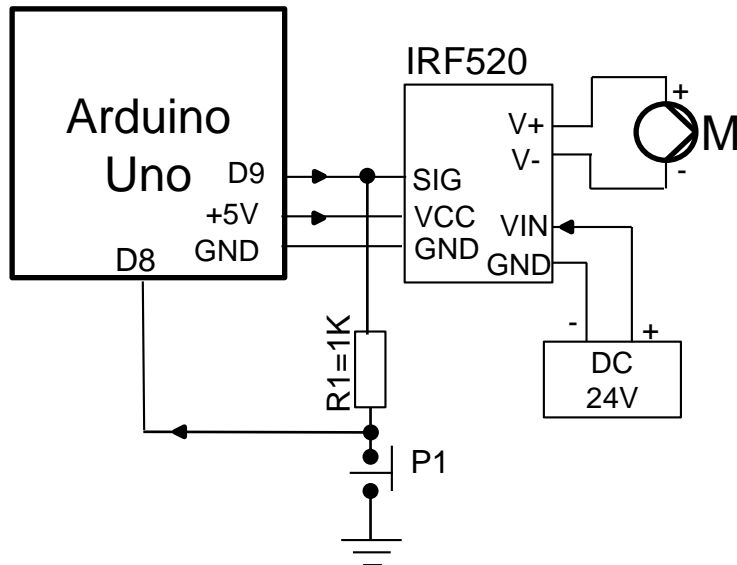 IRF520
Arduino
Uno
D9
+5V
GND
D8
SIG
VCC
GND
V+
V-
VIN
GND
+
M
-
-
+
DC
24V
R1=1K
P1